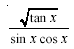 √tan x
sin x cos x